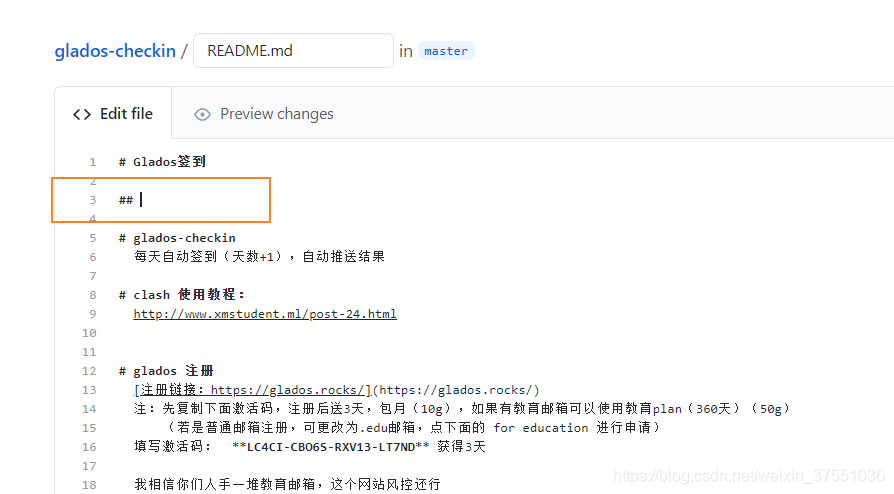 glados-checkin / README.md in master
<> Edit file Preview changes
1 # Glados签到
2
3 ##
4
5 # glados-checkin
6 每天自动签到（天数+1），自动推送结果
7
8 # clash 使用教程：
9 http://www.xmstudent.ml/post-24.html
10
11
12 # glados 注册
13 [注册链接：https://glados.rocks/](https://glados.rocks/)
14 注：先复制下面激活码，注册后送3天，包月（10g），如果有教育邮箱可以使用教育plan（360天）（50g）
15 （若是普通邮箱注册，可更改为.edu邮箱，点下面的 for education 进行申请）
16 填写激活码： **LC4CI-CBO6S-RXV13-LT7ND** 获得3天
17
18 我相信你们人手一堆教育邮箱，这个网站风控还行
https://blog.csdn.net/weixin_37551036